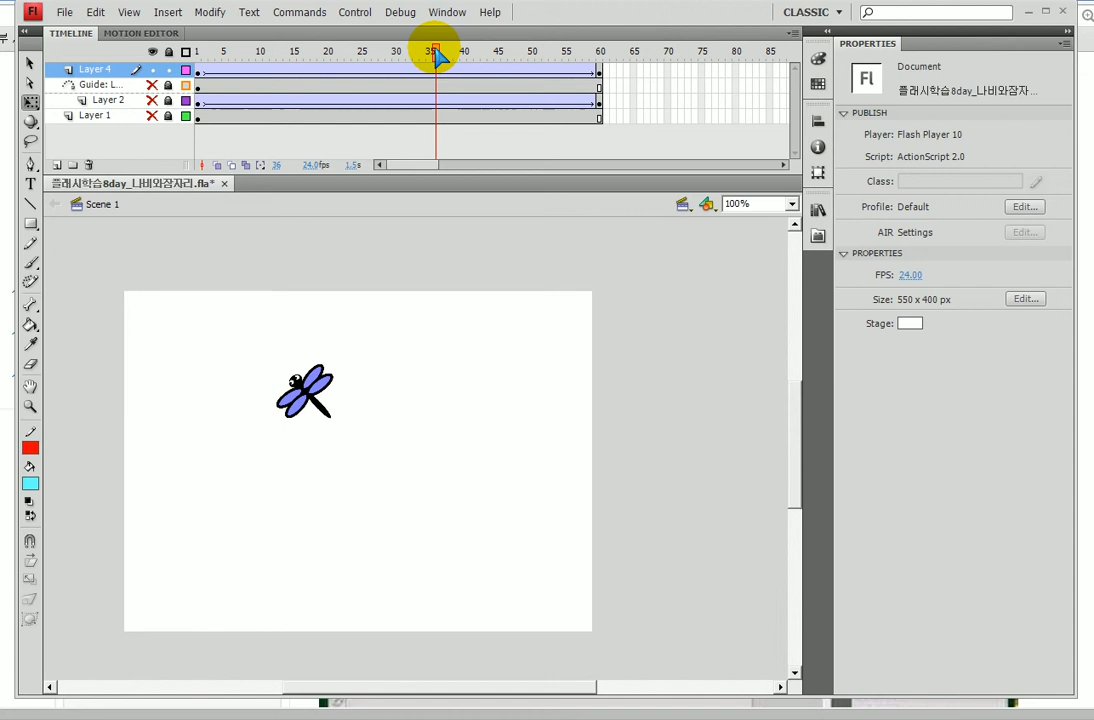 Fl File Edit View Insert Modify Text Commands Control Debug Window Help CLASSIC
TIMELINE MOTION EDITOR
1 5 10 15 20 25 30 35 40 45 50 55 60 65 70 75 80 85
Layer 4
Guide: L...
Layer 2
Layer 1
36 24.0fps 1.5s
플래시학습8day_나비와잠자리.fla*
Scene 1
100%
PROPERTIES
Fl
Document
플래시학습8day_나비와잠자...
PUBLISH
Player: Flash Player 10
Script: ActionScript 2.0
Class:
Profile: Default Edit...
AIR Settings Edit...
PROPERTIES
FPS: 24.00
Size: 550 x 400 px Edit...
Stage: